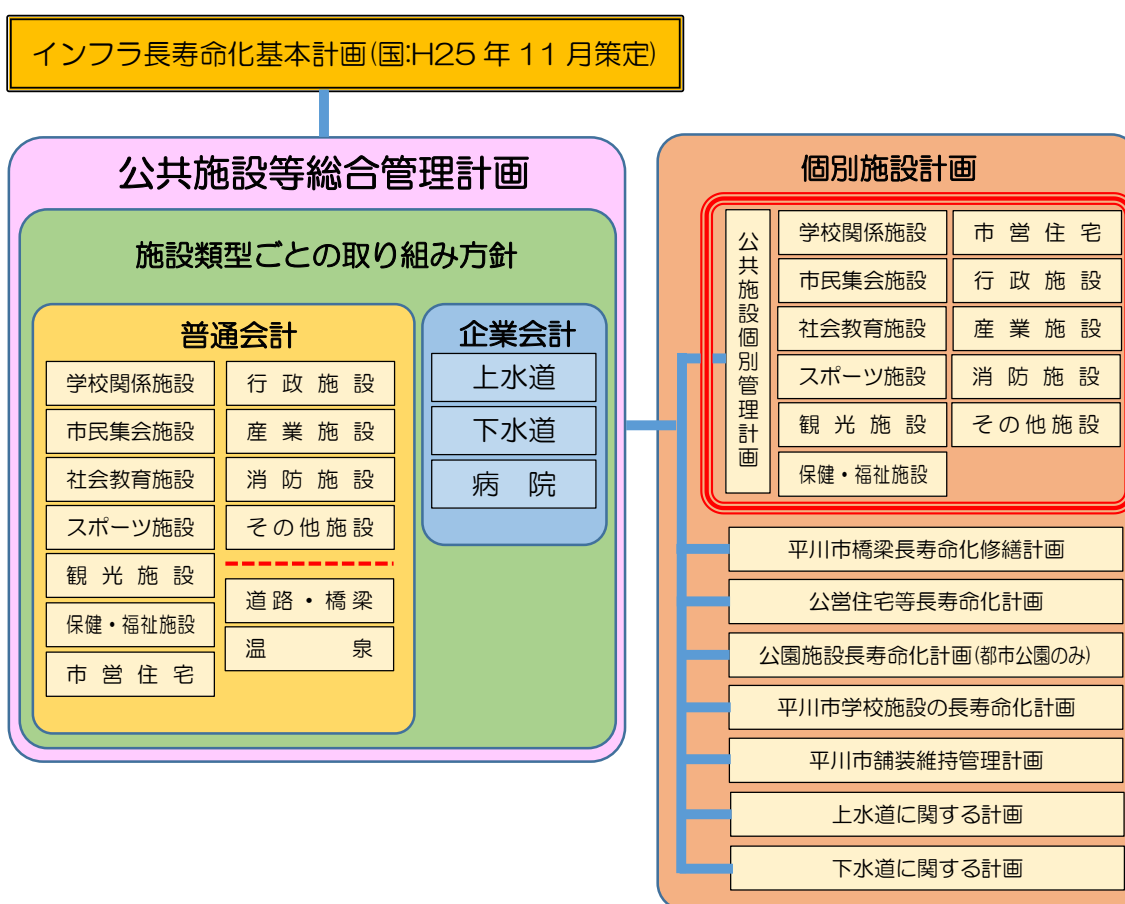 インフラ長寿命化基本計画(国:H25年11月策定)
公共施設等総合管理計画
施設類型ごとの取り組み方針
普通会計
学校関係施設
市民集会施設
社会教育施設
スポーツ施設
観光施設
保健・福祉施設
市営住宅
行政施設
産業施設
消防施設
その他施設
道路・橋梁
温泉
企業会計
上水道
下水道
病院
個別施設計画
公共施設個別管理計画
学校関係施設
市民集会施設
社会教育施設
スポーツ施設
観光施設
保健・福祉施設
市営住宅
行政施設
産業施設
消防施設
その他施設
平川市橋梁長寿命化修繕計画
公営住宅等長寿命化計画
公園施設長寿命化計画(都市公園のみ)
平川市学校施設の長寿命化計画
平川市舗装維持管理計画
上水道に関する計画
下水道に関する計画